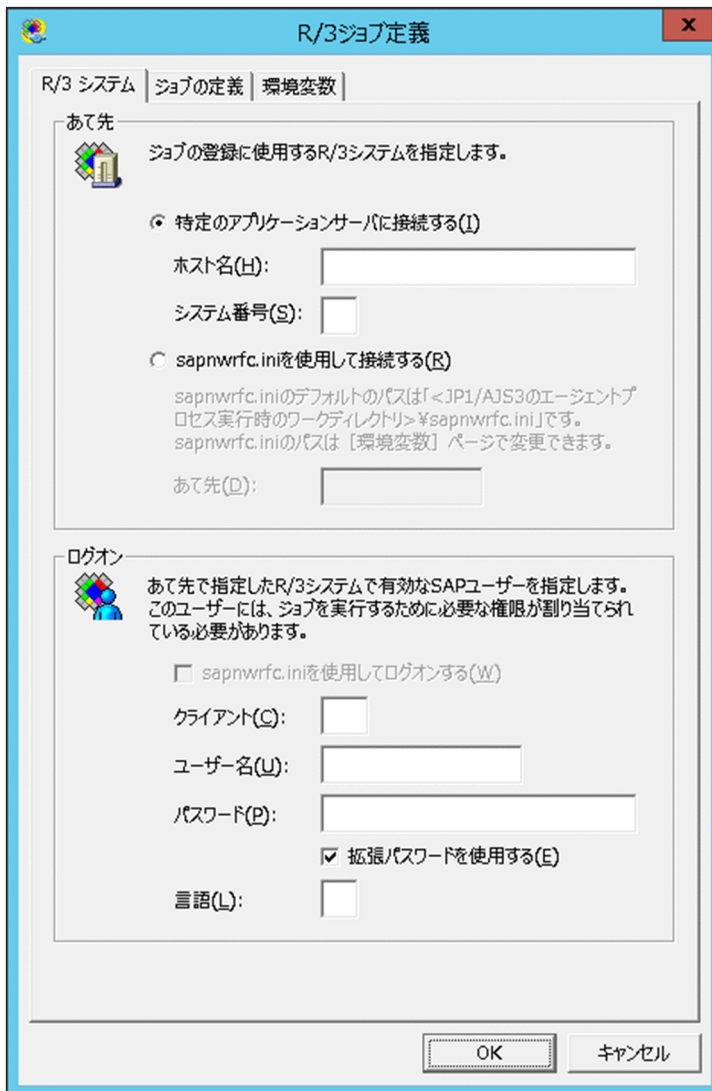 R/3ジョブ定義
x
R/3 システム
ジョブの定義
環境変数
あて先
ジョブの登録に使用するR/3システムを指定します。
特定のアプリケーションサーバに接続する(I)
ホスト名(H):
システム番号(S):
sapnwrfc.iniを使用して接続する(R)
sapnwrfc.iniのデフォルトのパスは「<JP1/AJS3のエージェントプ
ロセス実行時のワークディレクトリ>¥sapnwrfc.ini」です。
sapnwrfc.iniのパスは［環境変数］ページで変更できます。
あて先(D):
ログオン
あて先で指定したR/3システムで有効なSAPユーザーを指定します。
このユーザーには、ジョブを実行するために必要な権限が割り当てられ
ている必要があります。
sapnwrfc.iniを使用してログオンする(W)
クライアント(C):
ユーザー名(U):
パスワード(P):
拡張パスワードを使用する(E)
言語(L):
OK
キャンセル